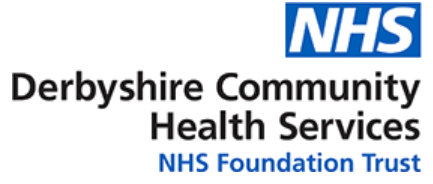 NHS
Derbyshire Community
Health Services
NHS Foundation Trust